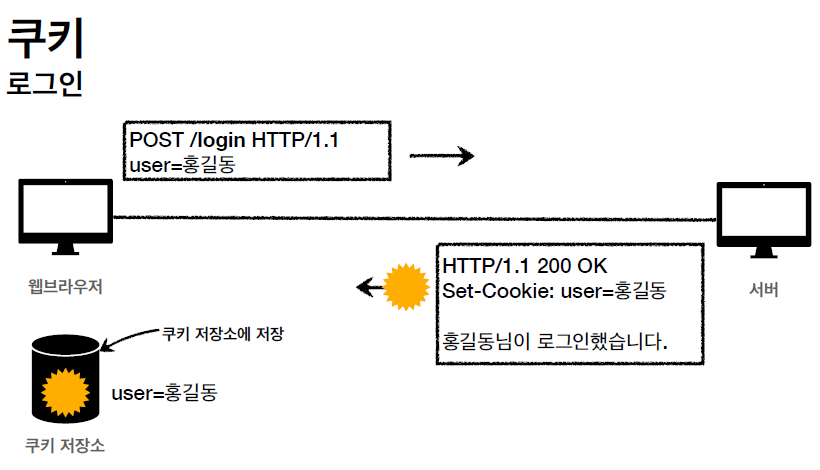 쿠키
로그인
POST /login HTTP/1.1
user=홍길동
웹브라우저
HTTP/1.1 200 OK
Set-Cookie: user=홍길동
홍길동님이 로그인했습니다.
서버
쿠키 저장소에 저장
user=홍길동
쿠키 저장소